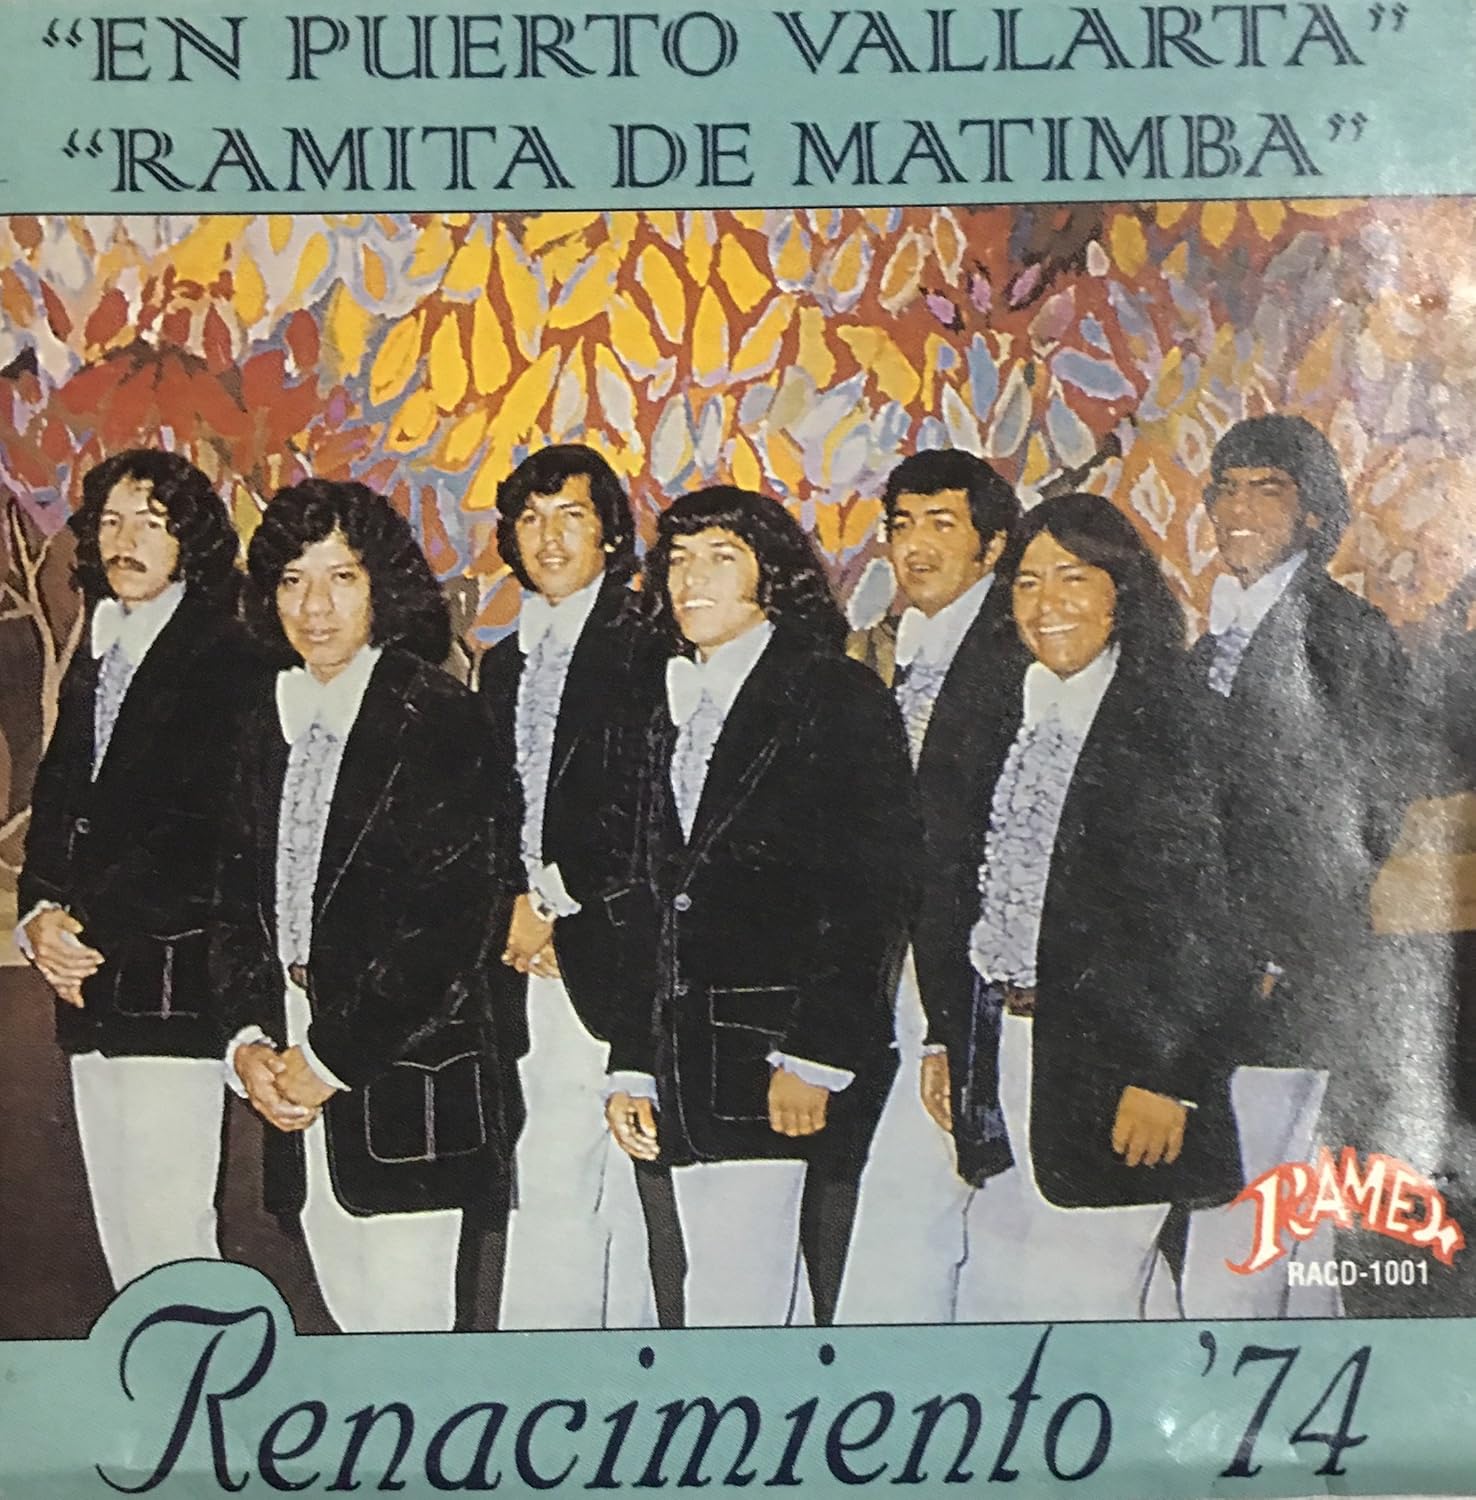 “EN PUERTO VALLARTA”
“RAMITA DE MATIMBA”
RAMEX
RACD-1001
Renacimiento '74